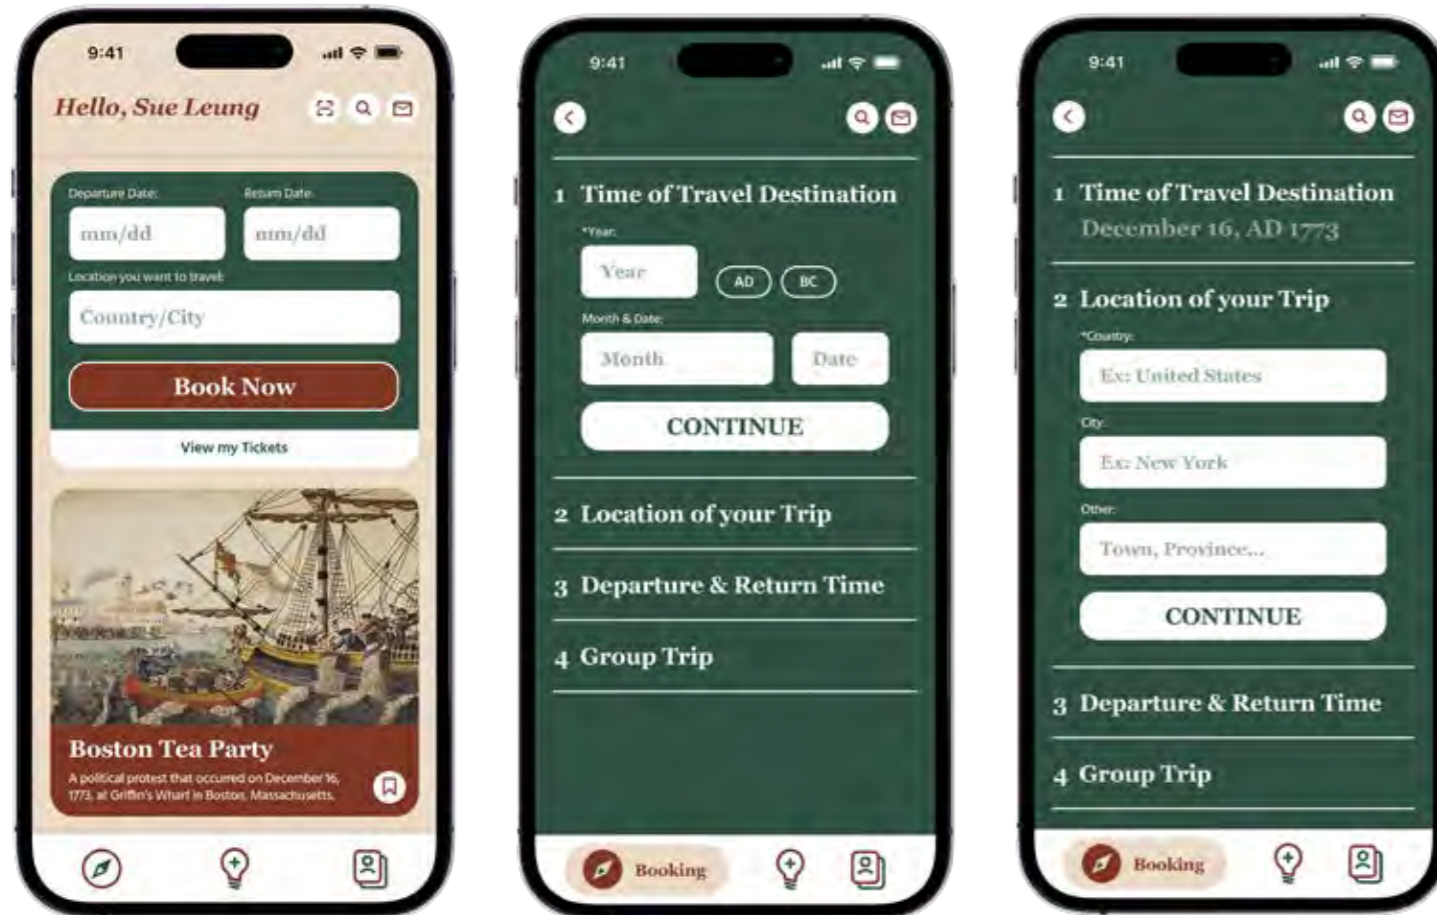 9:41
Hello, Sue Leung
Departure Date:
Return Date:
mm/dd
mm/dd
Location you want to travel:
Country/City
Book Now
View my Tickets
Boston Tea Party
A political protest that occurred on December 16,
1773, at Griffin's Wharf in Boston, Massachusetts.
9:41
1 Time of Travel Destination
*Year:
Year
AD
BC
Month & Date:
Month
Date
CONTINUE
2 Location of your Trip
3 Departure & Return Time
4 Group Trip
Booking
9:41
1 Time of Travel Destination
December 16, AD 1773
2 Location of your Trip
*Country:
Ex: United States
City:
Ex: New York
Other:
Town, Province...
CONTINUE
3 Departure & Return Time
4 Group Trip
Booking